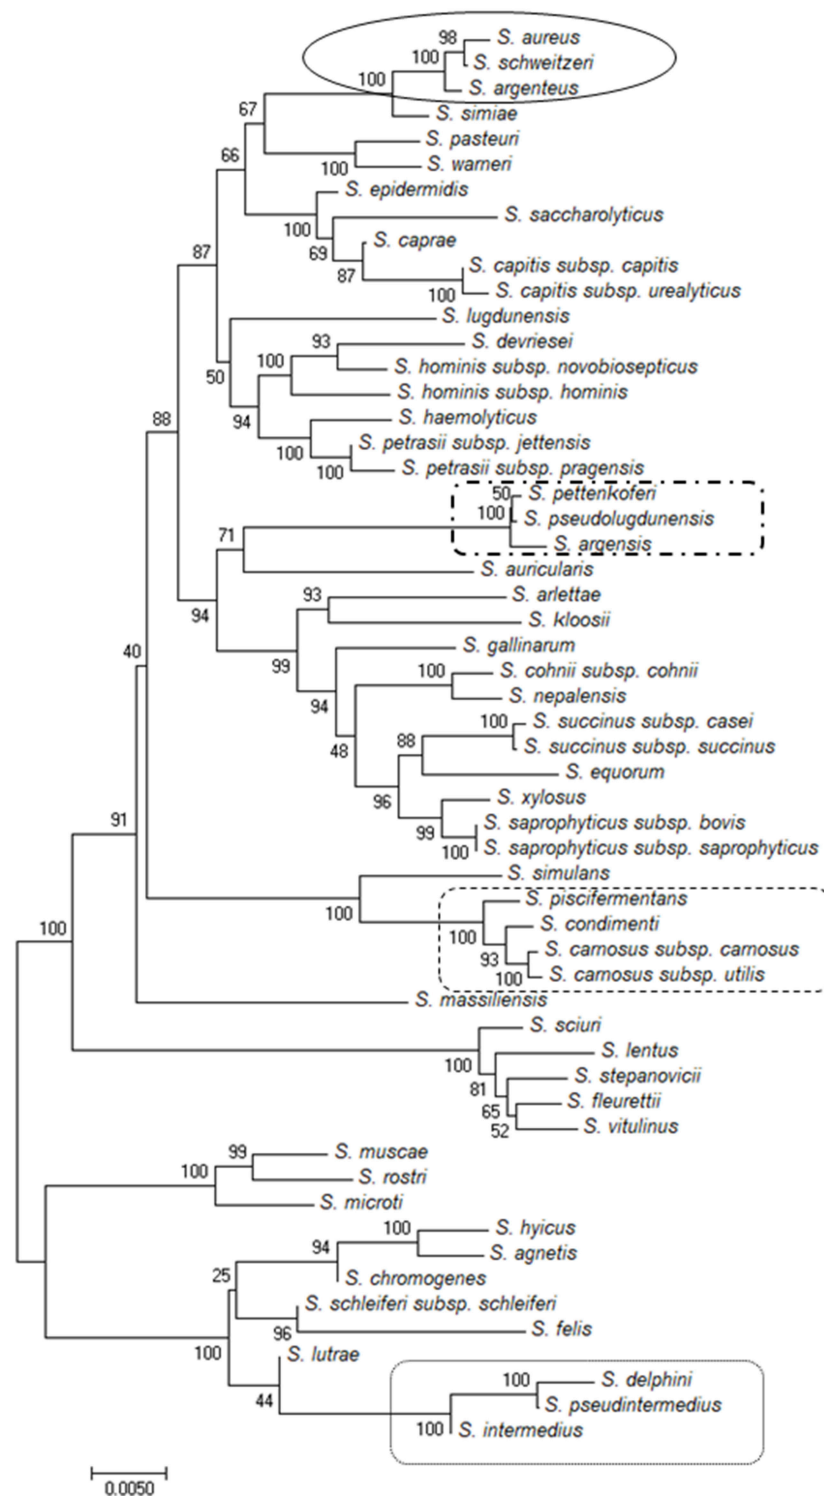 98
S. aureus
100
S. schweitzeri
100
S. argenteus
67
S. simiae
S. pasteuri
66
100
S. warneri
S. epidermidis
100
S. saccharolyticus
69
S. caprae
87
87
S. capitis subsp. capitis
100
S. capitis subsp. urealyticus
S. lugdunensis
93
S. devriesei
50
100
S. hominis subsp. novobiosepticus
S. hominis subsp. hominis
88
94
S. haemolyticus
100
S. petrasii subsp. jettensis
100
S. petrasii subsp. pragensis
50
S. pettenkoferi
100
S. pseudolugdunensis
71
S. argensis
S. auricularis
94
93
S. arlettae
S. kloosii
99
S. gallinarum
40
100
S. cohnii subsp. cohnii
94
S. nepalensis
100
S. succinus subsp. casei
48
88
S. succinus subsp. succinus
S. equorum
96
S. xylosus
91
99
S. saprophyticus subsp. bovis
100
S. saprophyticus subsp. saprophyticus
S. simulans
100
S. piscifermentans
100
100
S. condimenti
93
S. carnosus subsp. carnosus
100
S. carnosus subsp. utilis
S. massiliensis
S. sciuri
100
S. lentus
81
S. stepanovicii
65
S. fleurettii
52
S. vitulinus
99
S. muscae
100
S. rostri
S. microti
100
S. hyicus
94
S. agnetis
25
S. chromogenes
S. schleiferi subsp. schleiferi
96
S. felis
100
S. lutrae
44
100
S. delphini
S. pseudintermedius
100
S. intermedius
0.0050